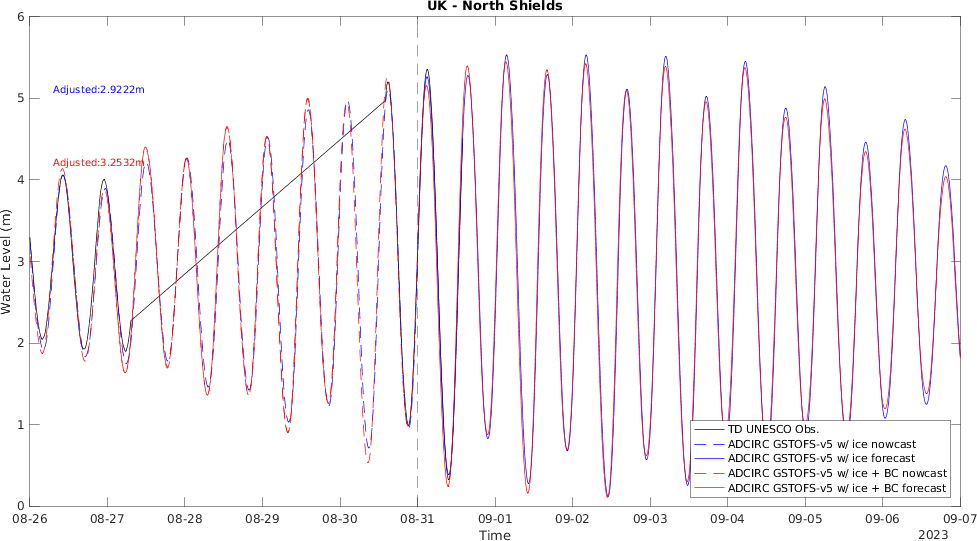 UK - North Shields
6
5
4
3
2
1
0
Water Level (m)
Adjusted:2.9222m
Adjusted:3.2532m
TD UNESCO Obs.
ADCIRC GSTOFS-v5 w/ ice nowcast
ADCIRC GSTOFS-v5 w/ ice forecast
ADCIRC GSTOFS-v5 w/ ice + BC nowcast
ADCIRC GSTOFS-v5 w/ ice + BC forecast
08-26 08-27 08-28 08-29 08-30 08-31 09-01 09-02 09-03 09-04 09-05 09-06 09-07
Time
2023